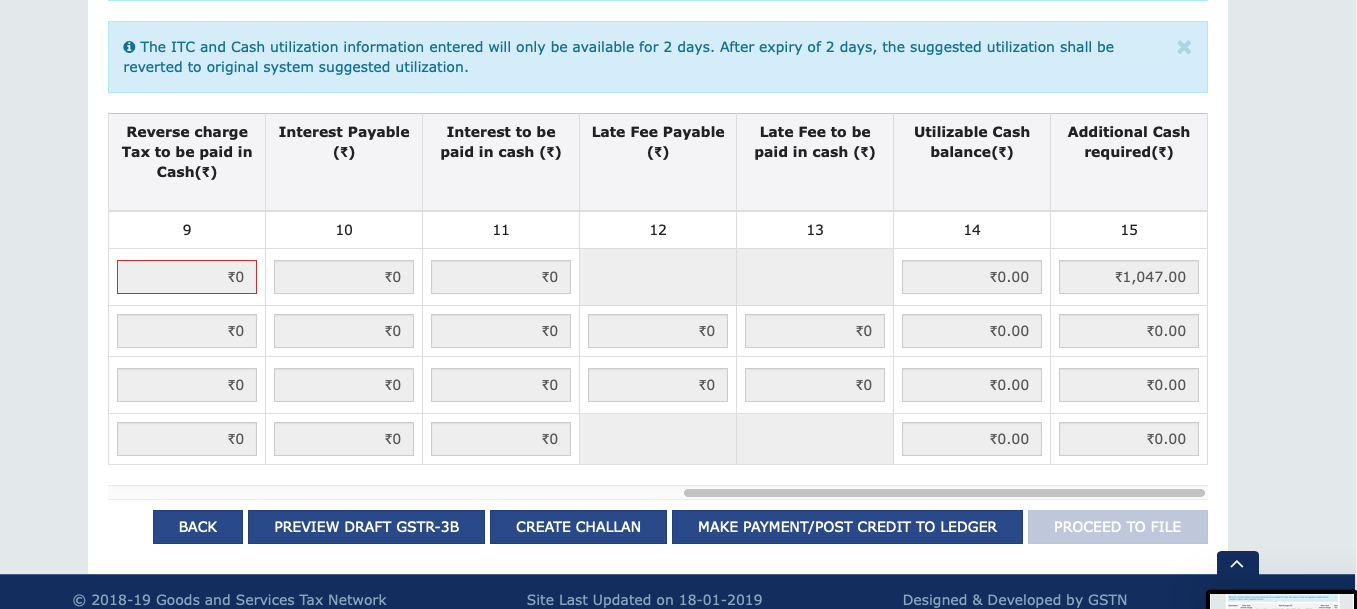 The ITC and Cash utilization information entered will only be available for 2 days. After expiry of 2 days, the suggested utilization shall be
reverted to original system suggested utilization.
Reverse charge Tax to be paid in Cash(₹) Interest Payable (₹) Interest to be paid in cash (₹) Late Fee Payable (₹) Late Fee to be paid in cash (₹) Utilizable Cash balance(₹) Additional Cash required(₹)
9 10 11 12 13 14 15
₹0 ₹0 ₹0 ₹0.00 ₹1,047.00
₹0 ₹0 ₹0 ₹0 ₹0 ₹0.00 ₹0.00
₹0 ₹0 ₹0 ₹0 ₹0 ₹0.00 ₹0.00
₹0 ₹0 ₹0 ₹0.00 ₹0.00
BACK PREVIEW DRAFT GSTR-3B CREATE CHALLAN MAKE PAYMENT/POST CREDIT TO LEDGER PROCEED TO FILE
© 2018-19 Goods and Services Tax Network Site Last Updated on 18-01-2019 Designed & Developed by GSTN